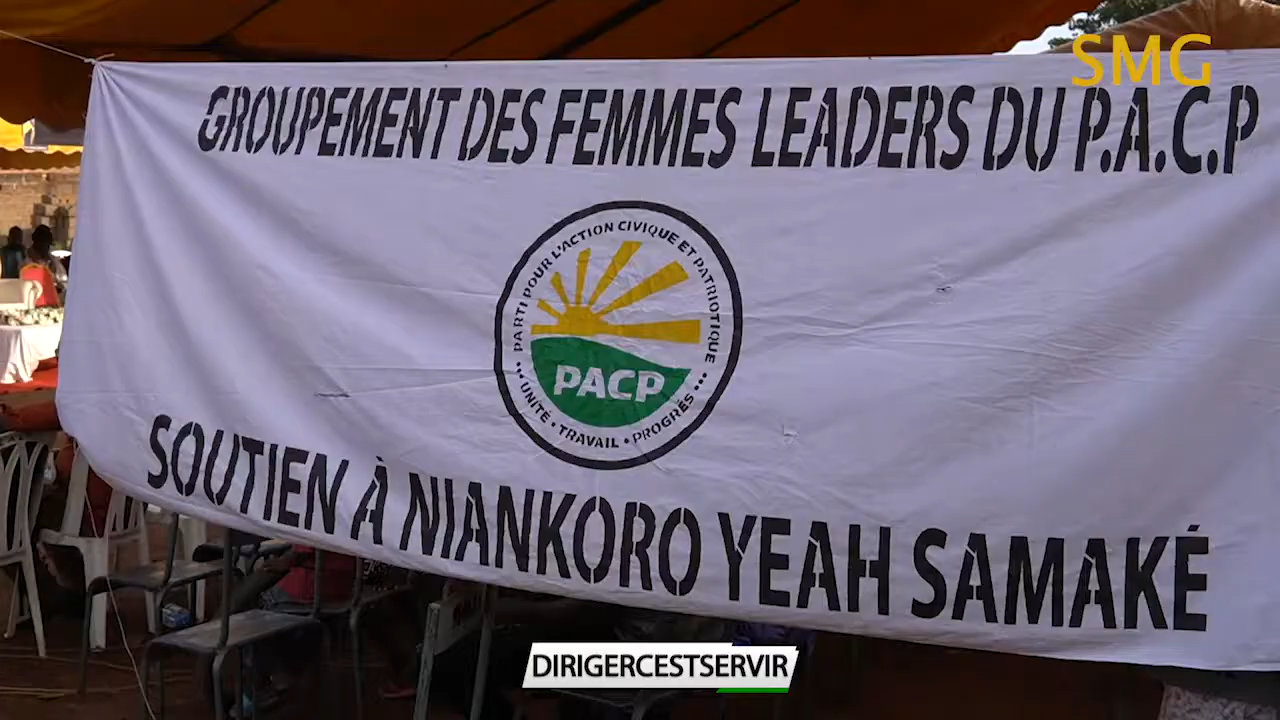 SMG
GROUPEMENT DES FEMMES LEADERS DU P.A.C.P
PARTI POUR L'ACTION CIVIQUE ET PATRIOTIQUE
PACP
••• UNITÉ • TRAVAIL • PROGRÉS •••
SOUTIEN À NIANKORO YEAH SAMAKÉ
DIRIGERCESTSERVIR